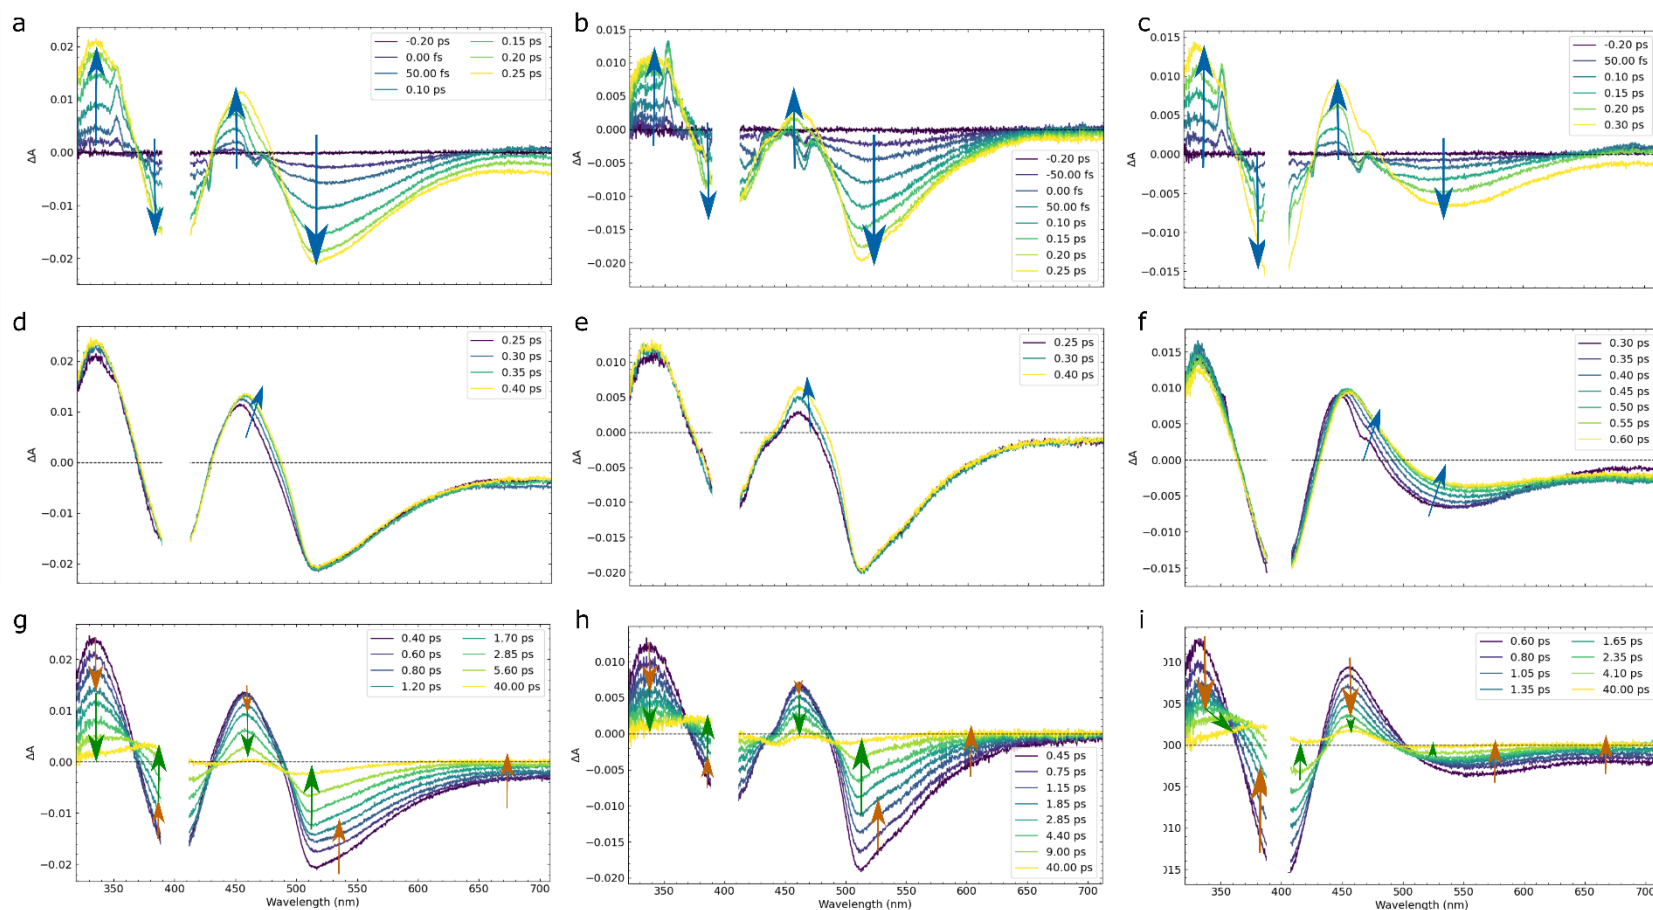 a
ΔA
0.02
0.01
0.00
−0.01
−0.02
-0.20 ps
0.00 fs
50.00 fs
0.10 ps
0.15 ps
0.20 ps
0.25 ps
b
ΔA
0.015
0.010
0.005
0.000
−0.005
−0.010
−0.015
−0.020
-0.20 ps
-50.00 fs
0.00 fs
50.00 fs
0.10 ps
0.15 ps
0.20 ps
0.25 ps
c
ΔA
0.015
0.010
0.005
0.000
−0.005
−0.010
−0.015
-0.20 ps
50.00 fs
0.10 ps
0.15 ps
0.20 ps
0.30 ps
d
ΔA
0.02
0.01
0.00
−0.01
−0.02
0.25 ps
0.30 ps
0.35 ps
0.40 ps
e
ΔA
0.010
0.005
0.000
−0.005
−0.010
−0.015
−0.020
0.25 ps
0.30 ps
0.40 ps
f
ΔA
0.015
0.010
0.005
0.000
−0.005
−0.010
−0.015
0.30 ps
0.35 ps
0.40 ps
0.45 ps
0.50 ps
0.55 ps
0.60 ps
g
ΔA
0.02
0.01
0.00
−0.01
−0.02
0.40 ps
0.60 ps
0.80 ps
1.20 ps
1.70 ps
2.85 ps
5.60 ps
40.00 ps
350 400 450 500 550 600 650 700
Wavelength (nm)
h
ΔA
0.010
0.005
0.000
−0.005
−0.010
−0.015
−0.020
0.45 ps
0.75 ps
1.15 ps
1.85 ps
2.85 ps
4.40 ps
9.00 ps
40.00 ps
350 400 450 500 550 600 650 700
Wavelength (nm)
i
ΔA
0.60 ps
0.80 ps
1.05 ps
1.35 ps
1.65 ps
2.35 ps
4.10 ps
40.00 ps
350 400 450 500 550 600 650
Wavelength (nm)